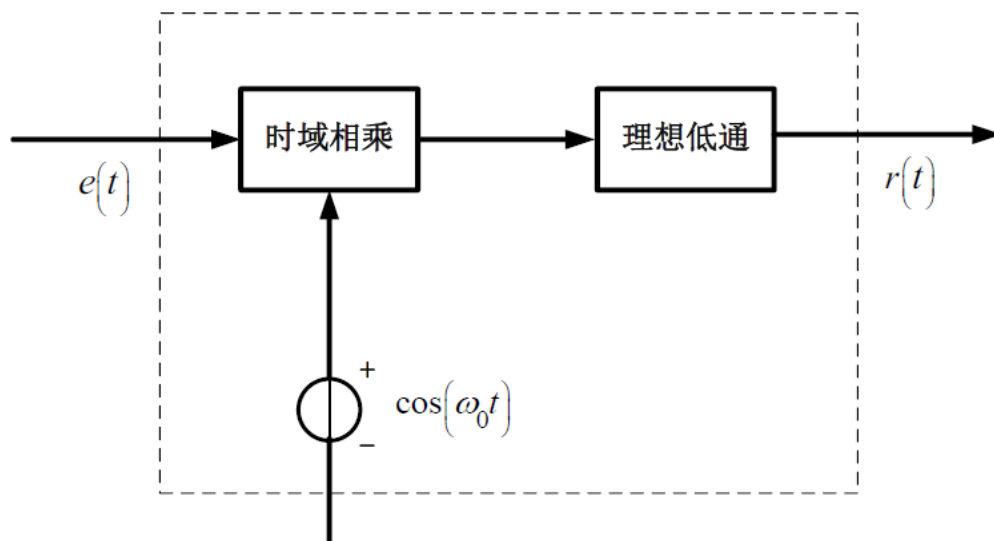 时域相乘
理想低通
e(t)
r(t)
+
cos(ω₀t)
−